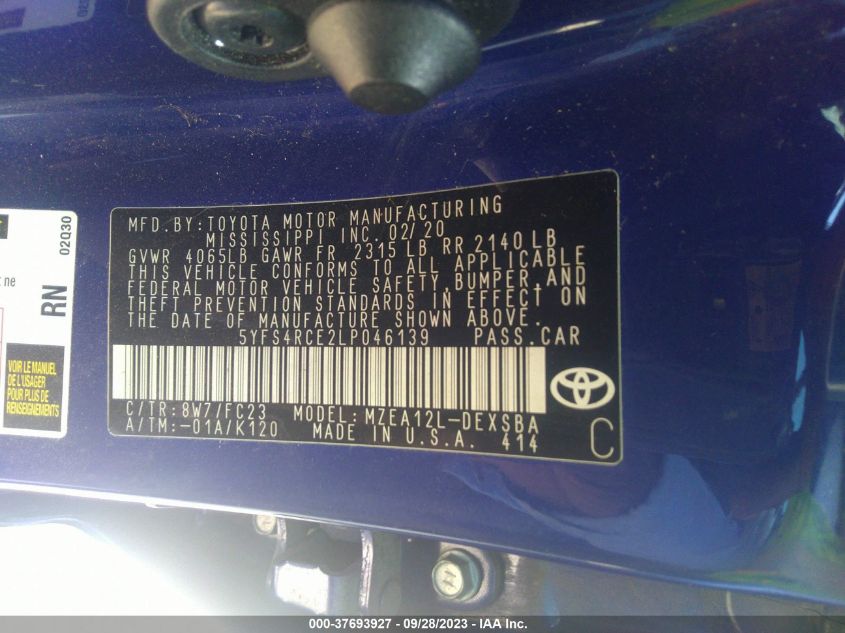 MFD. BY: TOYOTA MOTOR MANUFACTURING
MISSISSIPPI INC. 02/20
GVWR 4065LB GAWR FR 2315 LB RR 2140 LB
THIS VEHICLE CONFORMS TO ALL APPLICABLE
FEDERAL MOTOR VEHICLE SAFETY, BUMPER, AND
THEFT PREVENTION STANDARDS IN EFFECT ON
THE DATE OF MANUFACTURE SHOWN ABOVE.
5YFS4RCE2LP046139 PASS. CAR
C/TR: 8W7/FC23 MODEL: MZEA12L-DEXSBA
A/TM: -01A/K120 MADE IN U.S.A. 414
C
02Q30
ne
RN
VOIR LE MANUEL
DE L'USAGER
POUR PLUS DE
RENSEIGNEMENTS
000-37693927 - 09/28/2023 - IAA Inc.